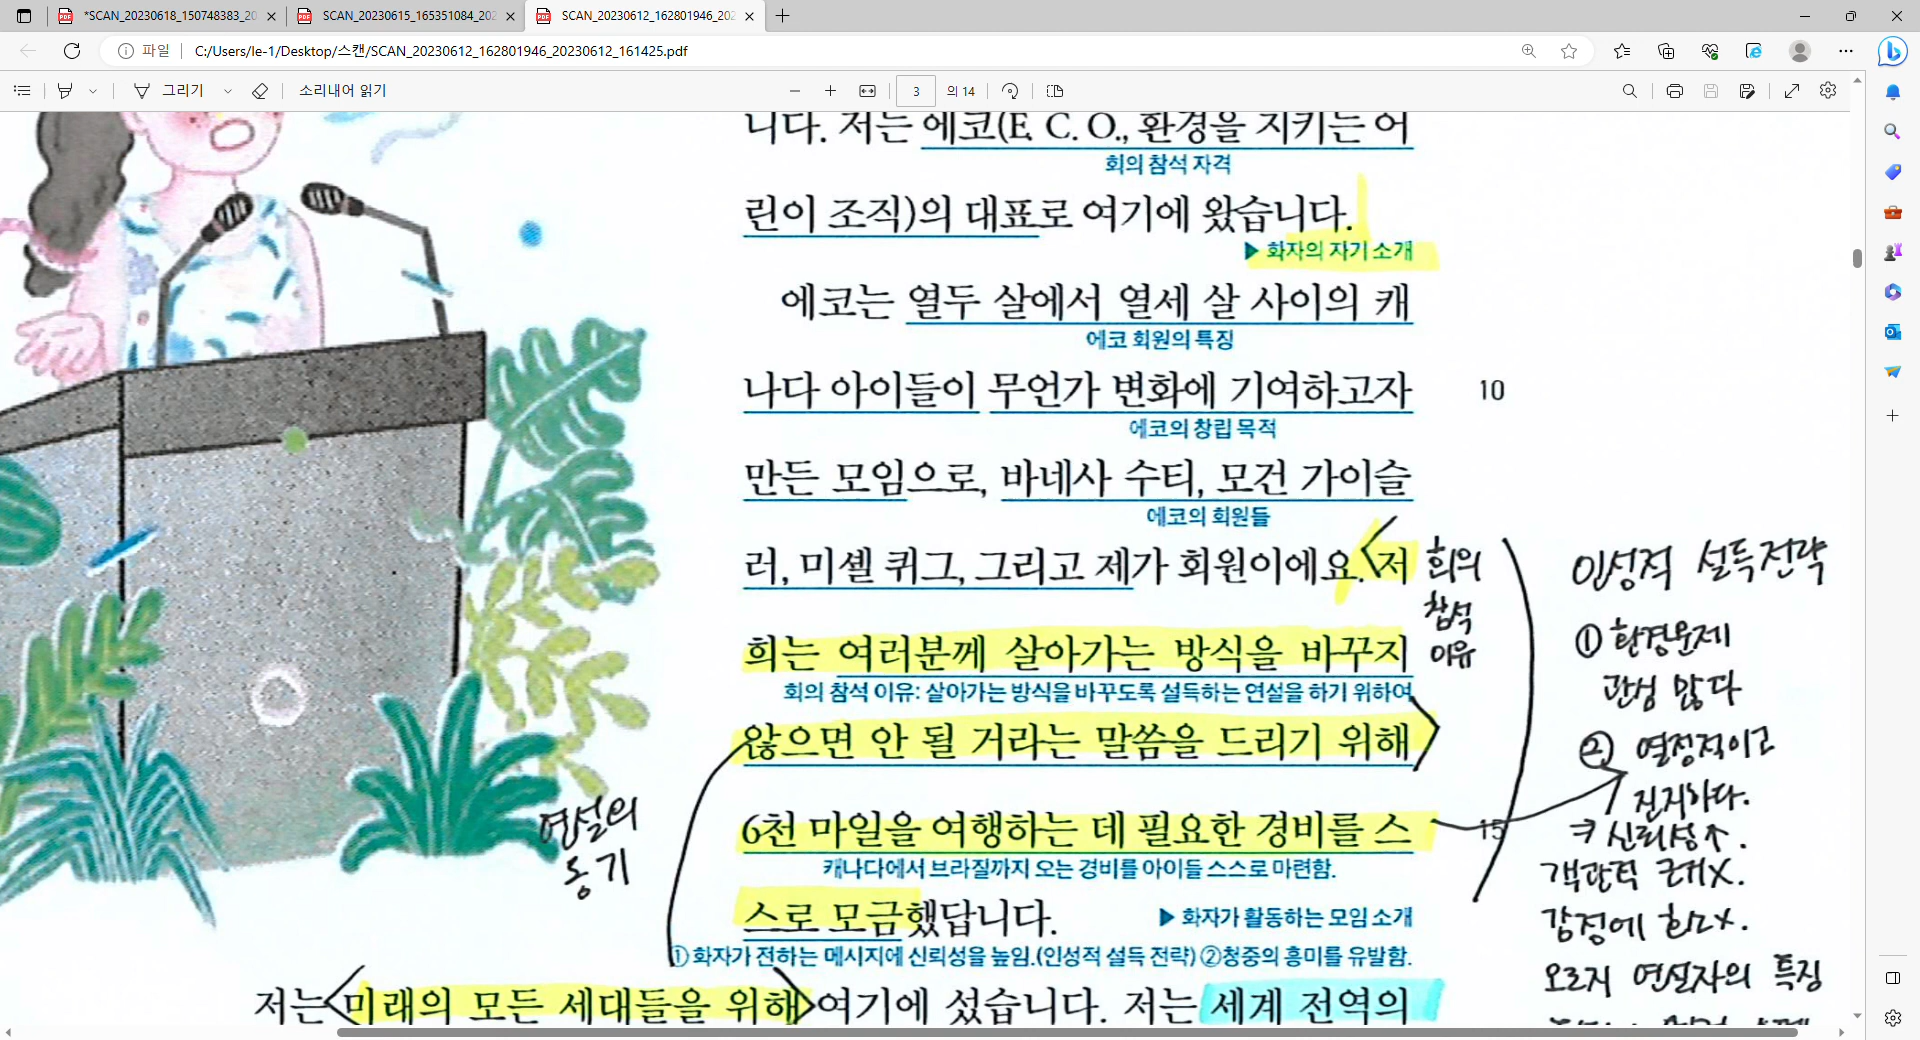 *SCAN_20230618_150748383_20
SCAN_20230615_165351084_202
SCAN_20230612_162801946_202
파일
C:/Users/le-1/Desktop/스캔/SCAN_20230612_162801946_20230612_161425.pdf
그리기
소리내어 읽기
3 의 14
니다. 저는 에코(E. C. O., 환경을 지키는 어
회의 참석 자격
린이 조직)의 대표로 여기에 왔습니다.
▶ 화자의 자기 소개
에코는 열두 살에서 열세 살 사이의 캐
에코 회원의 특징
나다 아이들이 무언가 변화에 기여하고자 10
에코의 창립 목적
만든 모임으로, 바네사 수티, 모건 가이슬
에코의 회원들
러, 미셸 퀴그, 그리고 제가 회원이에요. 저
회의
참석
이유
희는 여러분께 살아가는 방식을 바꾸지
회의 참석 이유: 살아가는 방식을 바꾸도록 설득하는 연설을 하기 위하여
않으면 안 될 거라는 말씀을 드리기 위해
6천 마일을 여행하는 데 필요한 경비를 스 15
캐나다에서 브라질까지 오는 경비를 아이들 스스로 마련함.
스로 모금했답니다.
▶ 화자가 활동하는 모임 소개
① 화자가 전하는 메시지에 신뢰성을 높임.(인성적 설득 전략) ②청중의 흥미를 유발함.
저는 미래의 모든 세대들을 위해 여기에 섰습니다. 저는 세계 전역의
연설의
동기
인성적 설득전략
① 환경문제
관심 많다
② 열정적이고
진지하다.
신뢰성↑.
객관적 근거X.
감정에 호소X.
오로지 연설자의 특징